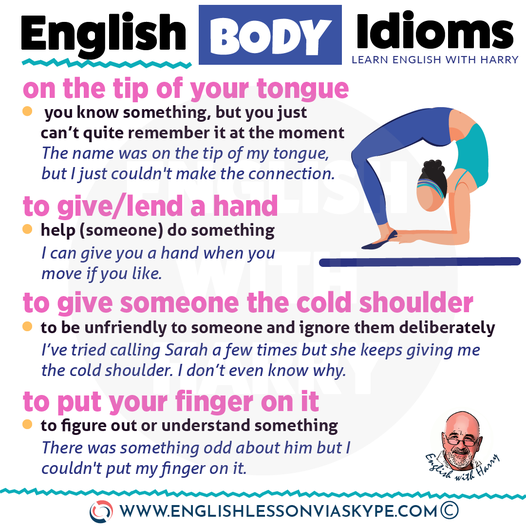 English BODY Idioms
LEARN ENGLISH WITH HARRY
on the tip of your tongue
you know something, but you just
can't quite remember it at the moment
The name was on the tip of my tongue,
but I just couldn't make the connection.
to give/lend a hand
help (someone) do something
I can give you a hand when you
move if you like.
to give someone the cold shoulder
to be unfriendly to someone and ignore them deliberately
I've tried calling Sarah a few times but she keeps giving me
the cold shoulder. I don't even know why.
to put your finger on it
to figure out or understand something
There was something odd about him but I
couldn't put my finger on it.
English with Harry
WWW.ENGLISHLESSONVIASKYPE.COM ©
ENGLISH
WITH
HARRY